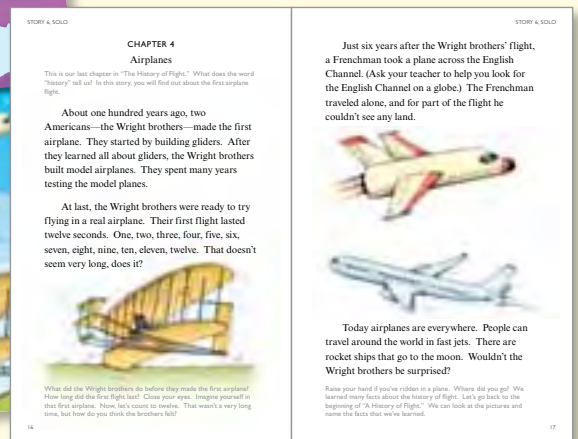 STORY 6, SOLO
CHAPTER 4
Airplanes
This is our last chapter in "The History of Flight." What does the word
"history" tell us? In this story, you will find out about the first airplane
flight.
About one hundred years ago, two
Americans—the Wright brothers—made the first
airplane. They started by building gliders. After
they learned all about gliders, the Wright brothers
built model airplanes. They spent many years
testing the model planes.
At last, the Wright brothers were ready to try
flying in a real airplane. Their first flight lasted
twelve seconds. One, two, three, four, five, six,
seven, eight, nine, ten, eleven, twelve. That doesn't
seem very long, does it?
What did the Wright brothers do before they made the first airplane?
How long did the first flight last? Close your eyes. Imagine yourself in
that first airplane. Now, let's count to twelve. That wasn't a very long
time, but how do you think the brothers felt?
16
STORY 6, SOLO
Just six years after the Wright brothers' flight,
a Frenchman took a plane across the English
Channel. (Ask your teacher to help you look for
the English Channel on a globe.) The Frenchman
traveled alone, and for part of the flight he
couldn't see any land.
Today airplanes are everywhere. People can
travel around the world in fast jets. There are
rocket ships that go to the moon. Wouldn't the
Wright brothers be surprised?
Raise your hand if you've ridden in a plane. Where did you go? We
learned many facts about the history of flight. Let's go back to the
beginning of "A History of Flight." We can look at the pictures and
name the facts that we've learned.
17